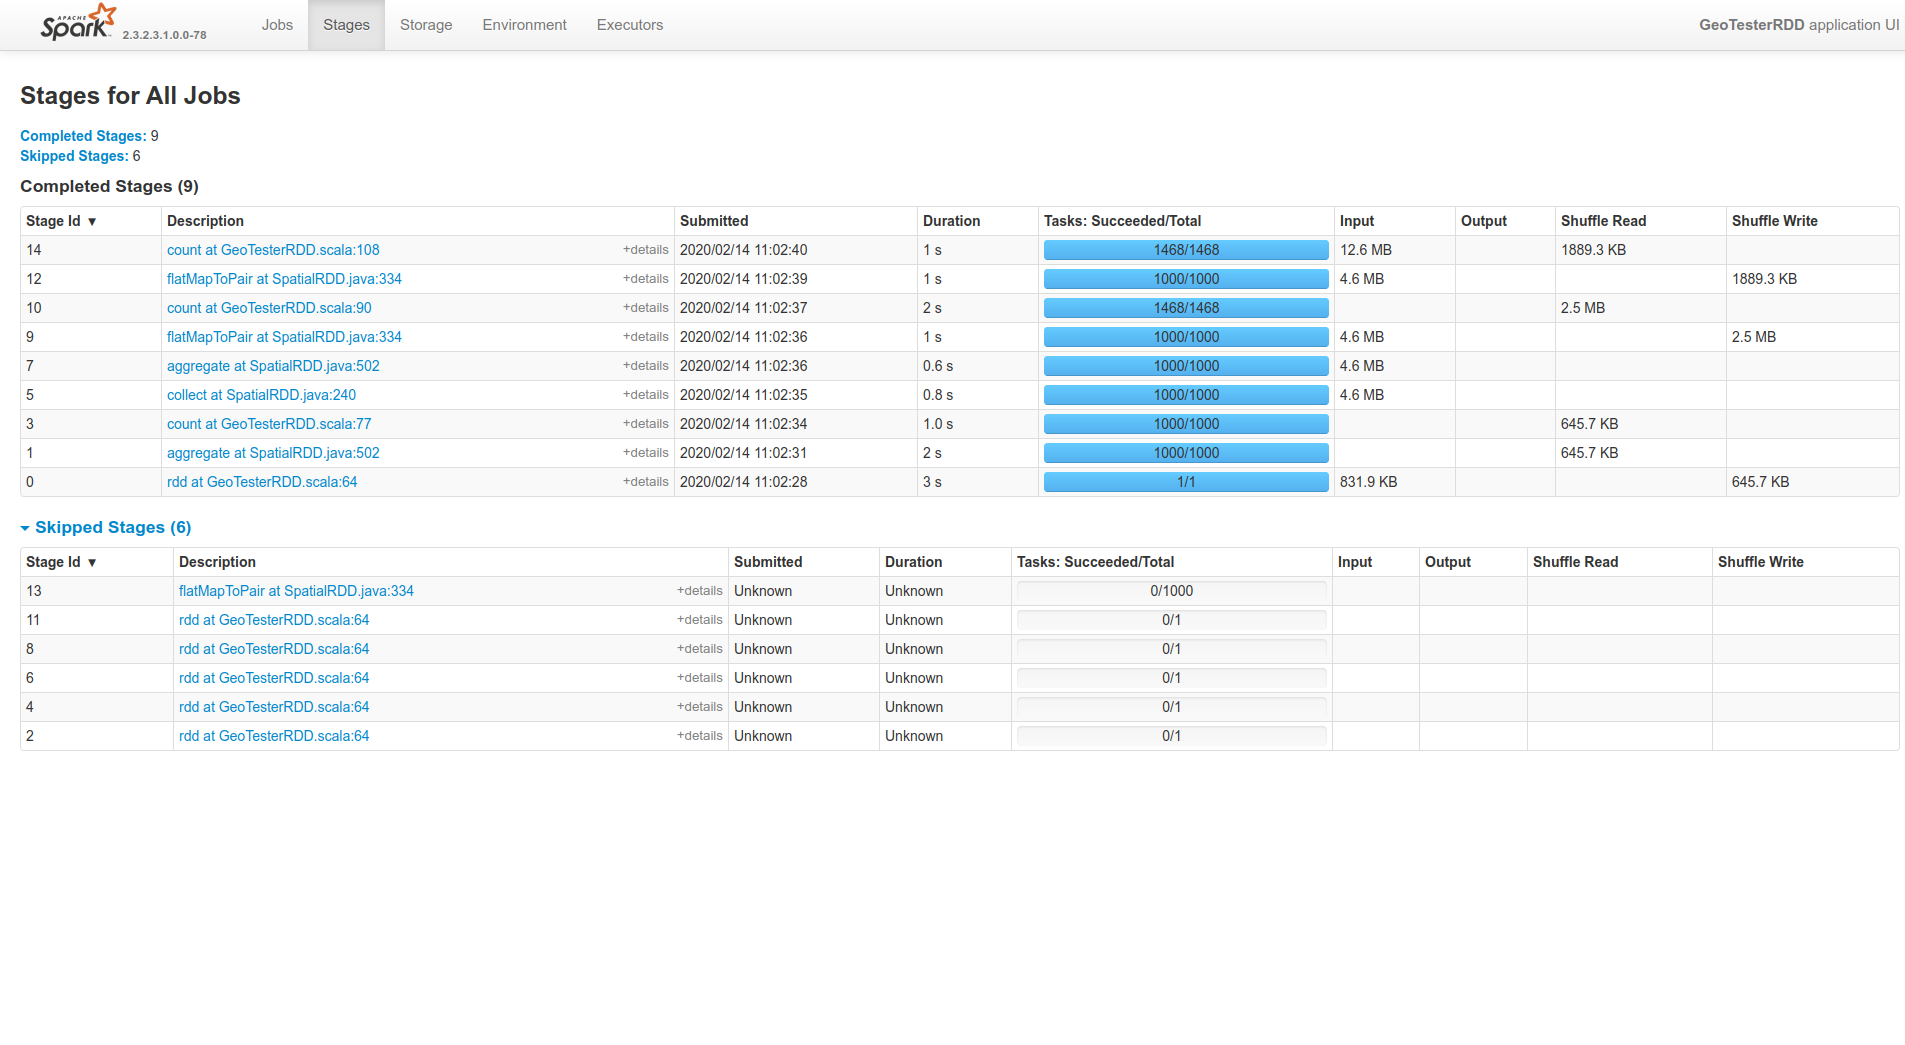 APACHE Spark 2.3.2.3.1.0.0-78 Jobs Stages Storage Environment Executors GeoTesterRDD application UI
Stages for All Jobs
Completed Stages: 9
Skipped Stages: 6
Completed Stages (9)
Stage Id ▼ Description Submitted Duration Tasks: Succeeded/Total Input Output Shuffle Read Shuffle Write
14 count at GeoTesterRDD.scala:108 +details 2020/02/14 11:02:40 1 s 1468/1468 12.6 MB 1889.3 KB
12 flatMapToPair at SpatialRDD.java:334 +details 2020/02/14 11:02:39 1 s 1000/1000 4.6 MB 1889.3 KB
10 count at GeoTesterRDD.scala:90 +details 2020/02/14 11:02:37 2 s 1468/1468 2.5 MB
9 flatMapToPair at SpatialRDD.java:334 +details 2020/02/14 11:02:36 1 s 1000/1000 4.6 MB 2.5 MB
7 aggregate at SpatialRDD.java:502 +details 2020/02/14 11:02:36 0.6 s 1000/1000 4.6 MB
5 collect at SpatialRDD.java:240 +details 2020/02/14 11:02:35 0.8 s 1000/1000 4.6 MB
3 count at GeoTesterRDD.scala:77 +details 2020/02/14 11:02:34 1.0 s 1000/1000 645.7 KB
1 aggregate at SpatialRDD.java:502 +details 2020/02/14 11:02:31 2 s 1000/1000 645.7 KB
0 rdd at GeoTesterRDD.scala:64 +details 2020/02/14 11:02:28 3 s 1/1 831.9 KB 645.7 KB
Skipped Stages (6)
Stage Id ▼ Description Submitted Duration Tasks: Succeeded/Total Input Output Shuffle Read Shuffle Write
13 flatMapToPair at SpatialRDD.java:334 +details Unknown Unknown 0/1000
11 rdd at GeoTesterRDD.scala:64 +details Unknown Unknown 0/1
8 rdd at GeoTesterRDD.scala:64 +details Unknown Unknown 0/1
6 rdd at GeoTesterRDD.scala:64 +details Unknown Unknown 0/1
4 rdd at GeoTesterRDD.scala:64 +details Unknown Unknown 0/1
2 rdd at GeoTesterRDD.scala:64 +details Unknown Unknown 0/1